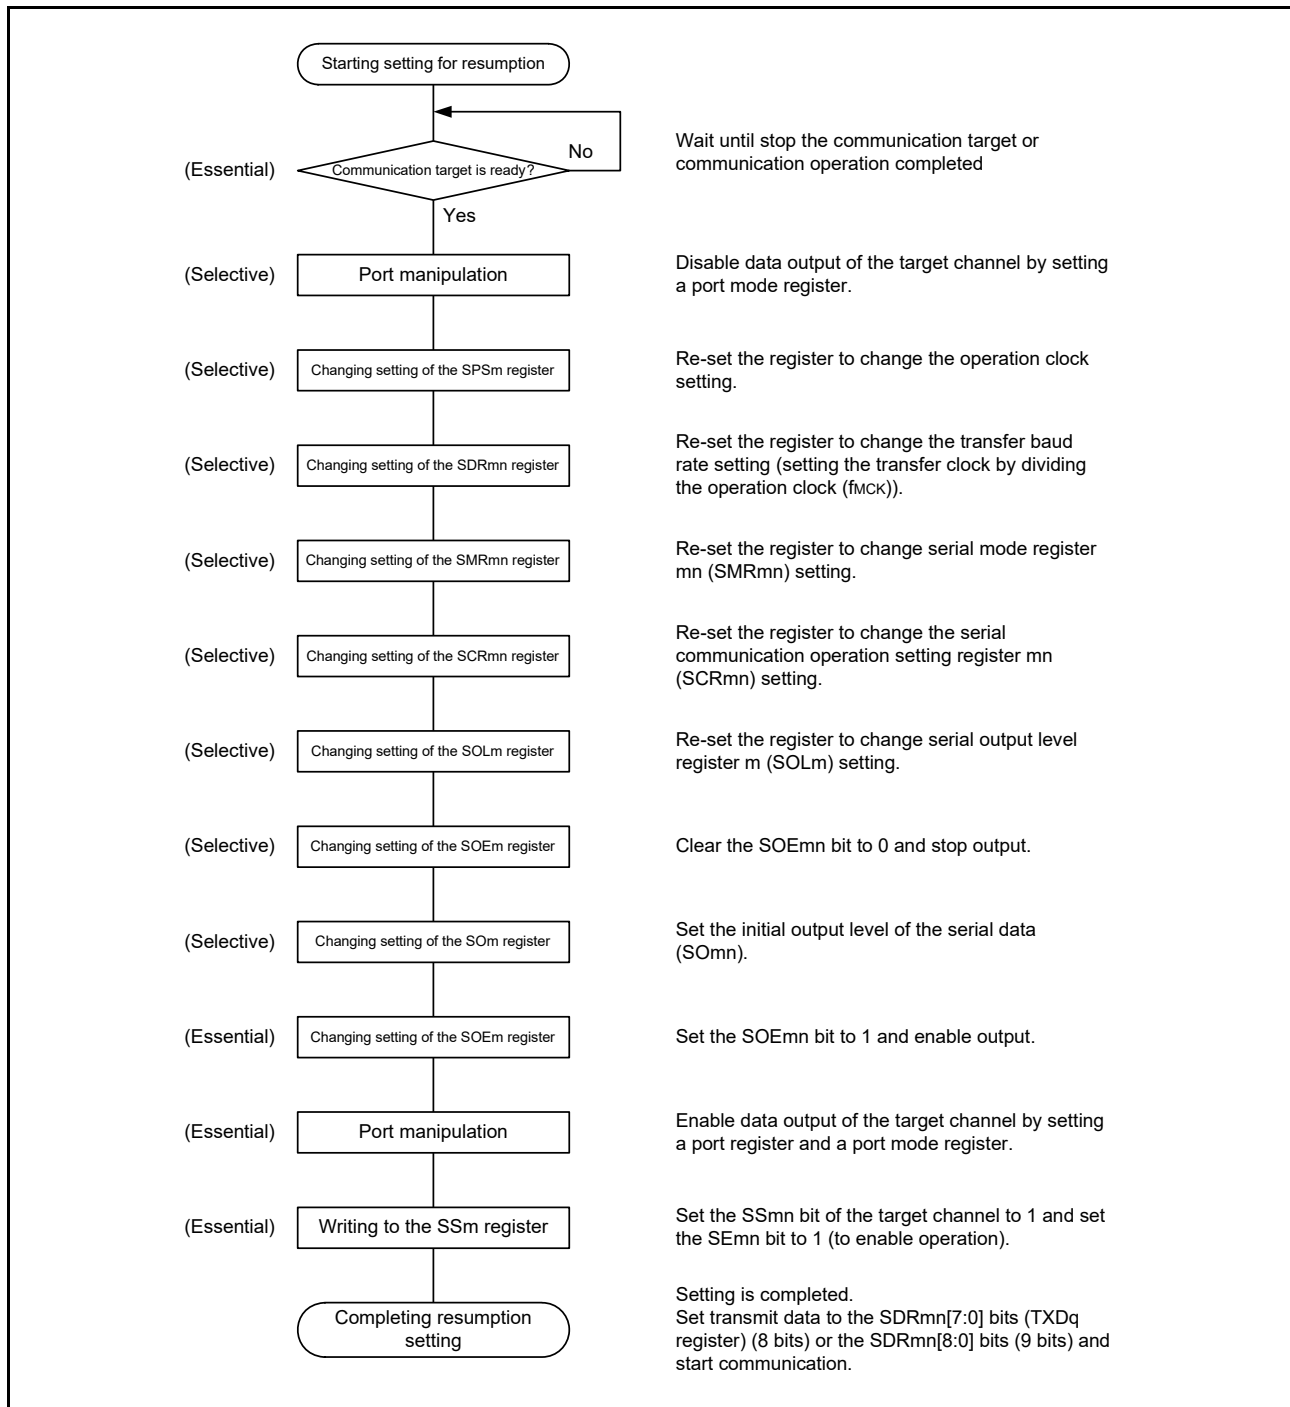 Starting setting for resumption
(Essential)
Communication target is ready?
No
Wait until stop the communication target or
communication operation completed
Yes
(Selective)
Port manipulation
Disable data output of the target channel by setting
a port mode register.
(Selective)
Changing setting of the SPSm register
Re-set the register to change the operation clock
setting.
(Selective)
Changing setting of the SDRmn register
Re-set the register to change the transfer baud
rate setting (setting the transfer clock by dividing
the operation clock (fMCK)).
(Selective)
Changing setting of the SMRmn register
Re-set the register to change serial mode register
mn (SMRmn) setting.
(Selective)
Changing setting of the SCRmn register
Re-set the register to change the serial
communication operation setting register mn
(SCRmn) setting.
(Selective)
Changing setting of the SOLm register
Re-set the register to change serial output level
register m (SOLm) setting.
(Selective)
Changing setting of the SOEm register
Clear the SOEmn bit to 0 and stop output.
(Selective)
Changing setting of the SOm register
Set the initial output level of the serial data
(SOmn).
(Essential)
Changing setting of the SOEm register
Set the SOEmn bit to 1 and enable output.
(Essential)
Port manipulation
Enable data output of the target channel by setting
a port register and a port mode register.
(Essential)
Writing to the SSm register
Set the SSmn bit of the target channel to 1 and set
the SEmn bit to 1 (to enable operation).
Completing resumption
setting
Setting is completed.
Set transmit data to the SDRmn[7:0] bits (TXDq
register) (8 bits) or the SDRmn[8:0] bits (9 bits) and
start communication.